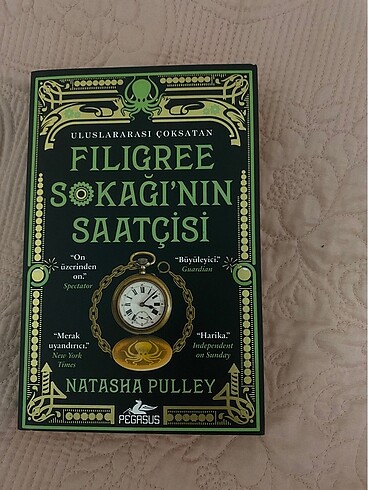 ULUSLARARASI ÇOKSATAN
FILIGREE
SOKAĞI'NIN
SAATÇİSİ
"On
üzerinden
on."
Spectator
"Büyüleyici."
Guardian
"Merak
uyandırıcı."
New York
Times
"Harika."
Independent
on Sunday
NATASHA PULLEY
PEGASUS